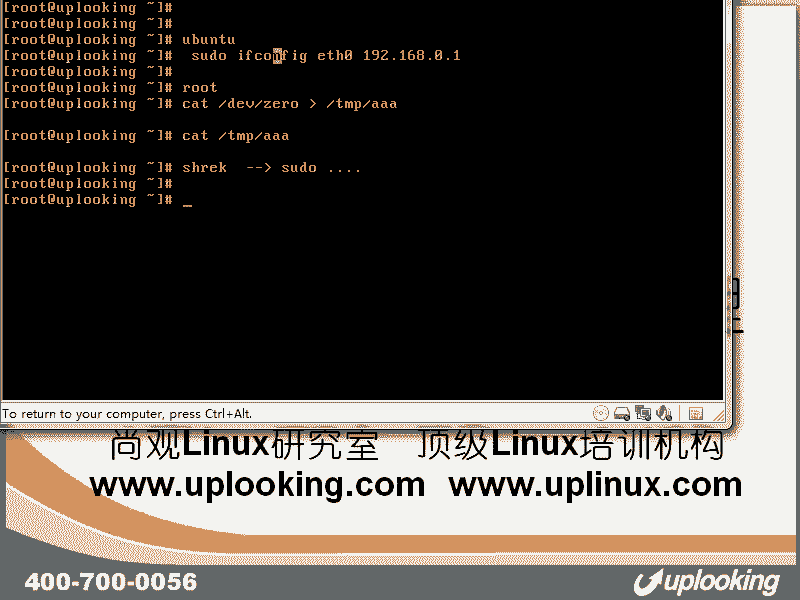 [root@uplooking ~]#
[root@uplooking ~]#
[root@uplooking ~]# ubuntu
[root@uplooking ~]#  sudo ifconfig eth0 192.168.0.1
[root@uplooking ~]#
[root@uplooking ~]# root
[root@uplooking ~]# cat /dev/zero > /tmp/aaa
[root@uplooking ~]# cat /tmp/aaa
[root@uplooking ~]# shrek  --> sudo ....
[root@uplooking ~]#
[root@uplooking ~]# _
To return to your computer, press Ctrl+Alt.
尚观Linux研究室 顶级Linux培训机构
www.uplooking.com www.uplinux.com
400-700-0056
uplooking